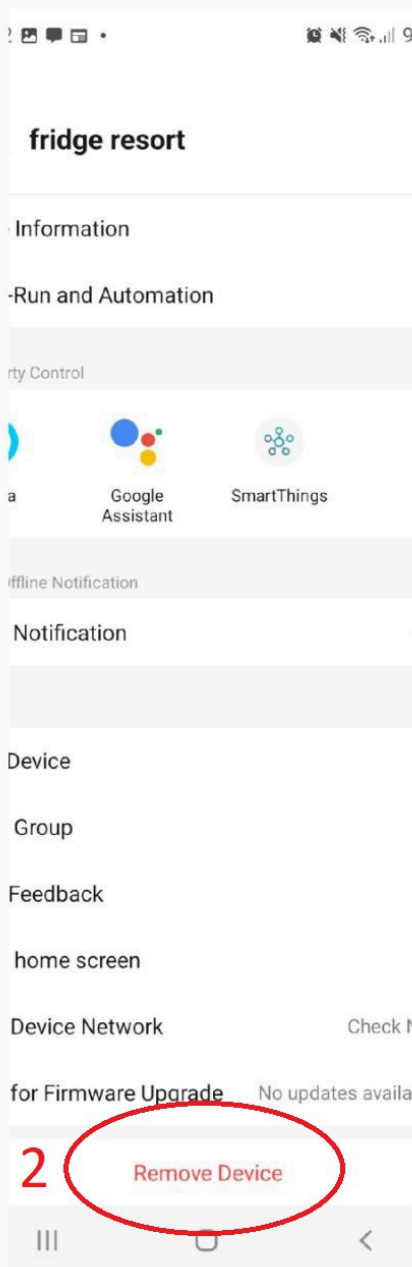 fridge resort
Information
-Run and Automation
rty Control
a
Google
Assistant
SmartThings
ffline Notification
Notification
Device
Group
Feedback
home screen
Device Network Check N
for Firmware Upgrade No updates availa
2 Remove Device